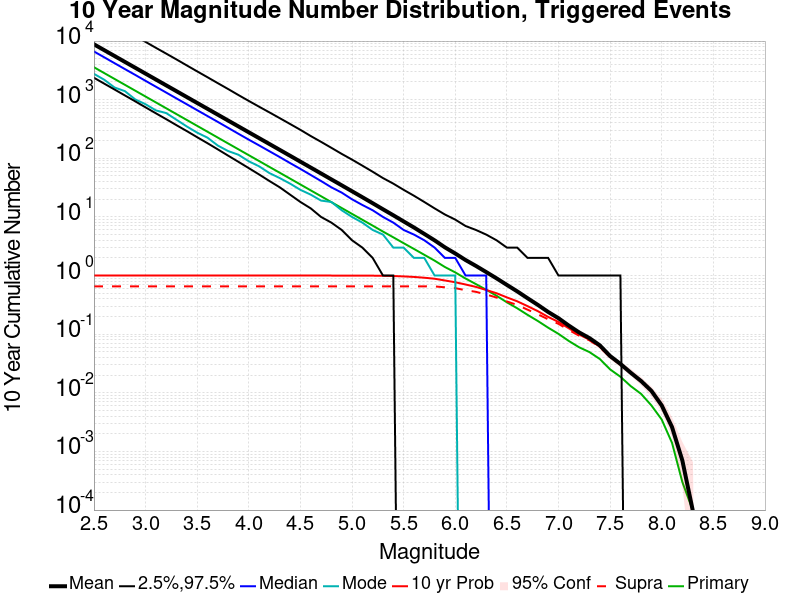 10 Year Magnitude Number Distribution, Triggered Events
10 Year Cumulative Number
10^4
10^3
10^2
10^1
10^0
10^-1
10^-2
10^-3
10^-4
2.5 3.0 3.5 4.0 4.5 5.0 5.5 6.0 6.5 7.0 7.5 8.0 8.5 9.0
Magnitude
Mean 2.5%,97.5% Median Mode 10 yr Prob 95% Conf Supra Primary